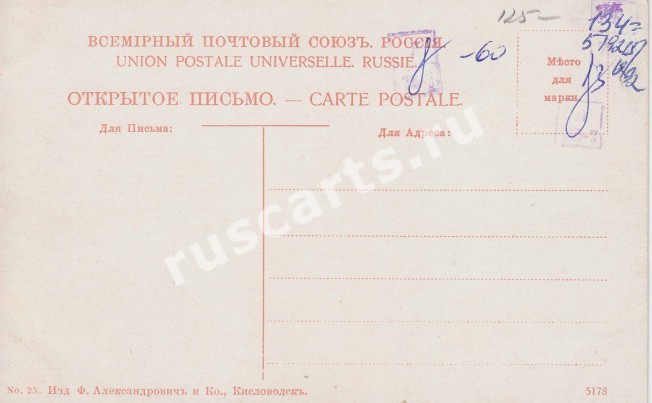 125-
134=
ВСЕМІРНЫЙ ПОЧТОВЫЙ СОЮЗЪ. РОССІЯ.
UNION POSTALE UNIVERSELLE. RUSSIE.
-60
ОТКРЫТОЕ ПИСЬМО. — CARTE POSTALE.
Мѣсто
для
марки
Для Письма:
Для Адреса:
ruscarts.ru
No. 25. Изд Ф. Александровичъ и Ко., Кисловодскъ.
5178